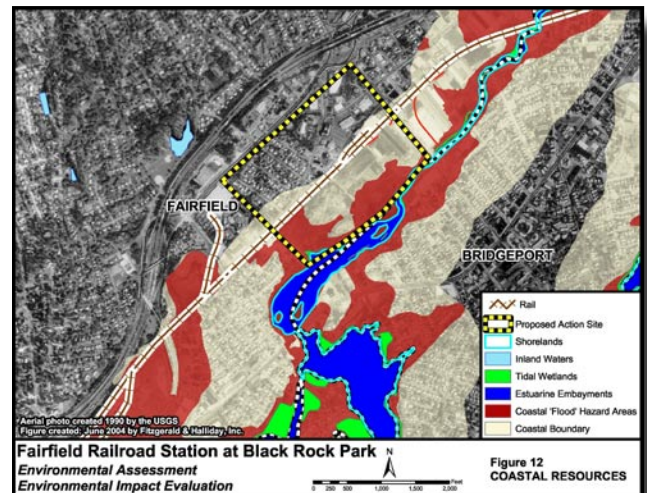 FAIRFIELD
BRIDGEPORT
Rail
Proposed Action Site
Shorelands
Inland Waters
Tidal Wetlands
Estuarine Embayments
Coastal 'Flood' Hazard Areas
Coastal Boundary
Aerial photo created 1990 by the USGS
Figure created: June 2004 by Fitzgerald & Halliday, Inc.
Fairfield Railroad Station at Black Rock Park
Environmental Assessment
Environmental Impact Evaluation
N
Feet
0 500 1,000 1,500 2,000
Figure 12
COASTAL RESOURCES